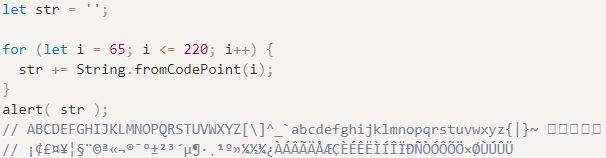 let str = '';
for (let i = 65; i <= 220; i++) {
str += String.fromCodePoint(i);
}
alert( str );
// ABCDEFGHIJKLMNOPQRSTUVWXYZ[\]^_`abcdefghijklmnopqrstuvwxyz{|}~
// ¡¢£¤¥¦§¨©ª«¬®¯°±²³´µ¶·¸¹º»¼½¾¿ÀÁÂÃÄÅÆÇÈÉÊËÌÍÎÏÐÑÒÓÔÕÖ×ØÙÚÛÜ